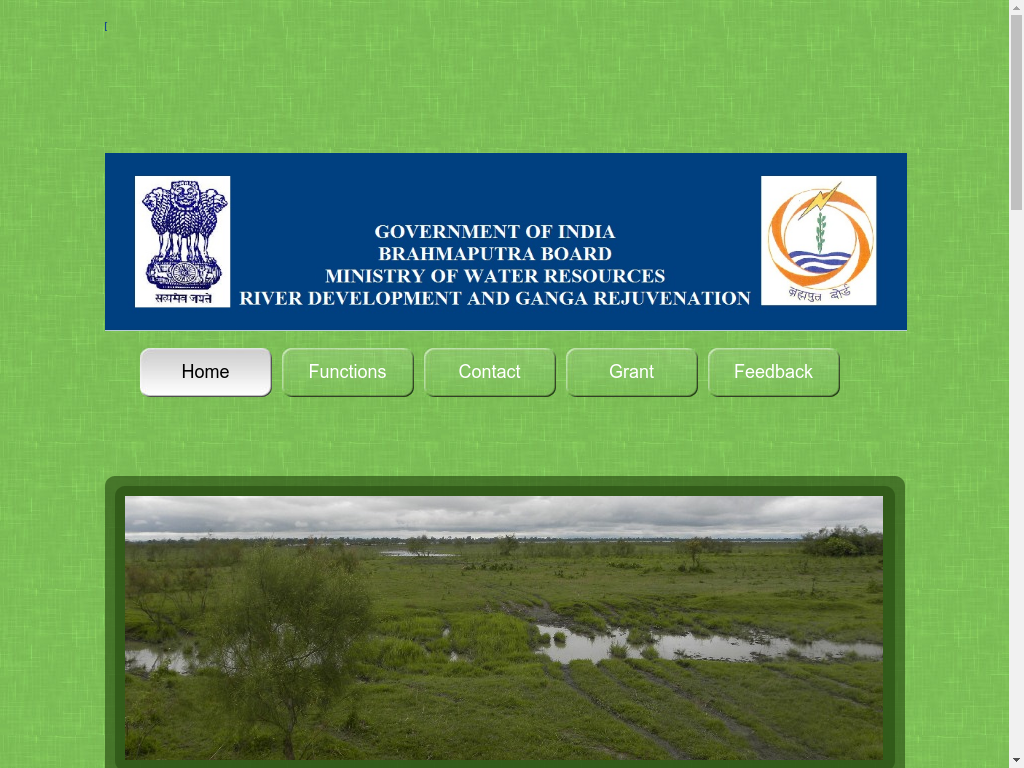 [
GOVERNMENT OF INDIA
BRAHMAPUTRA BOARD
MINISTRY OF WATER RESOURCES
RIVER DEVELOPMENT AND GANGA REJUVENATION
सत्यमेव जयते
ब्रह्मपुत्र बोर्ड
Home
Functions
Contact
Grant
Feedback